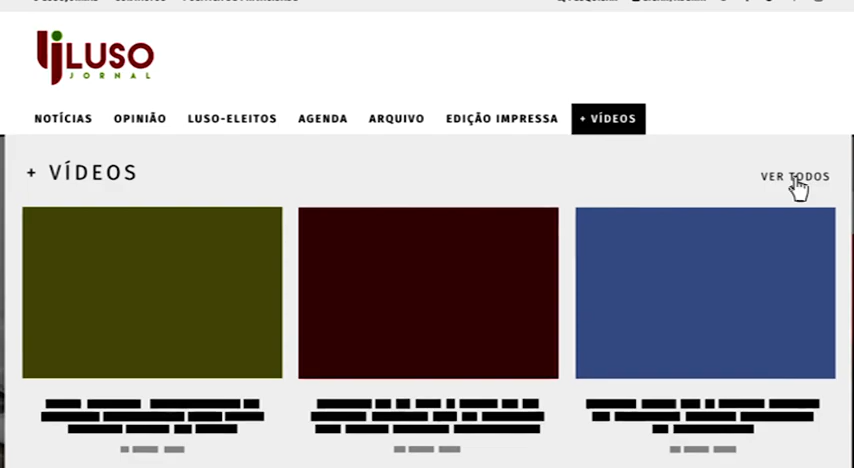 LUSO
JORNAL
NOTÍCIAS OPINIÃO LUSO-ELEITOS AGENDA ARQUIVO EDIÇÃO IMPRESSA + VÍDEOS
+ VÍDEOS
VER TODOS